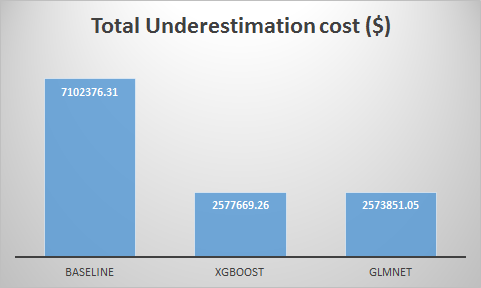 Total Underestimation cost ($)
7102376.31
2577669.26
2573851.05
BASELINE
XGBOOST
GLMNET